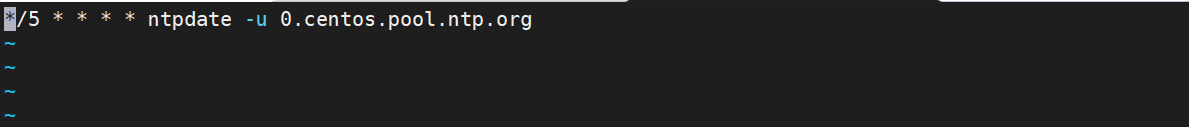 */5 * * * * ntpdate -u 0.centos.pool.ntp.org
~
~
~
~